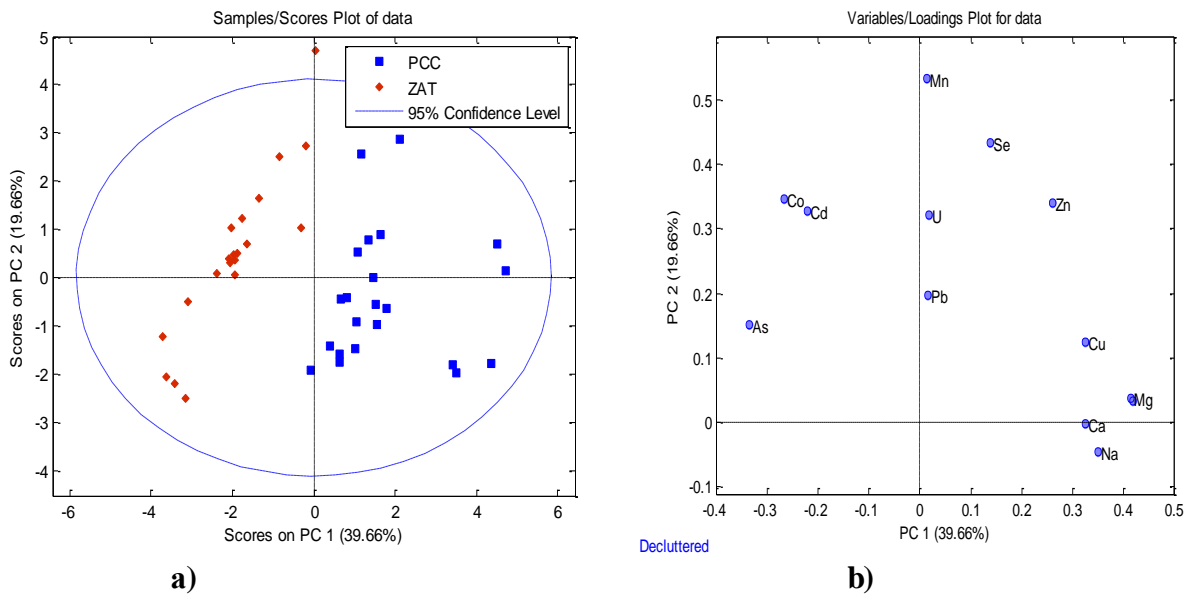 Samples/Scores Plot of data
5
4
3
2
1
0
-1
-2
-3
-4
-6
-4
-2
0
2
4
6
Scores on PC 2 (19.66%)
Scores on PC 1 (39.66%)
PCC
ZAT
95% Confidence Level
a)
Variables/Loadings Plot for data
0.5
0.4
0.3
0.2
0.1
0
-0.1
-0.4
-0.3
-0.2
-0.1
0
0.1
0.2
0.3
0.4
0.5
PC 2 (19.66%)
PC 1 (39.66%)
Mn
Se
Co
Cd
U
Zn
Pb
As
Cu
Mg
Ca
Na
Decluttered
b)